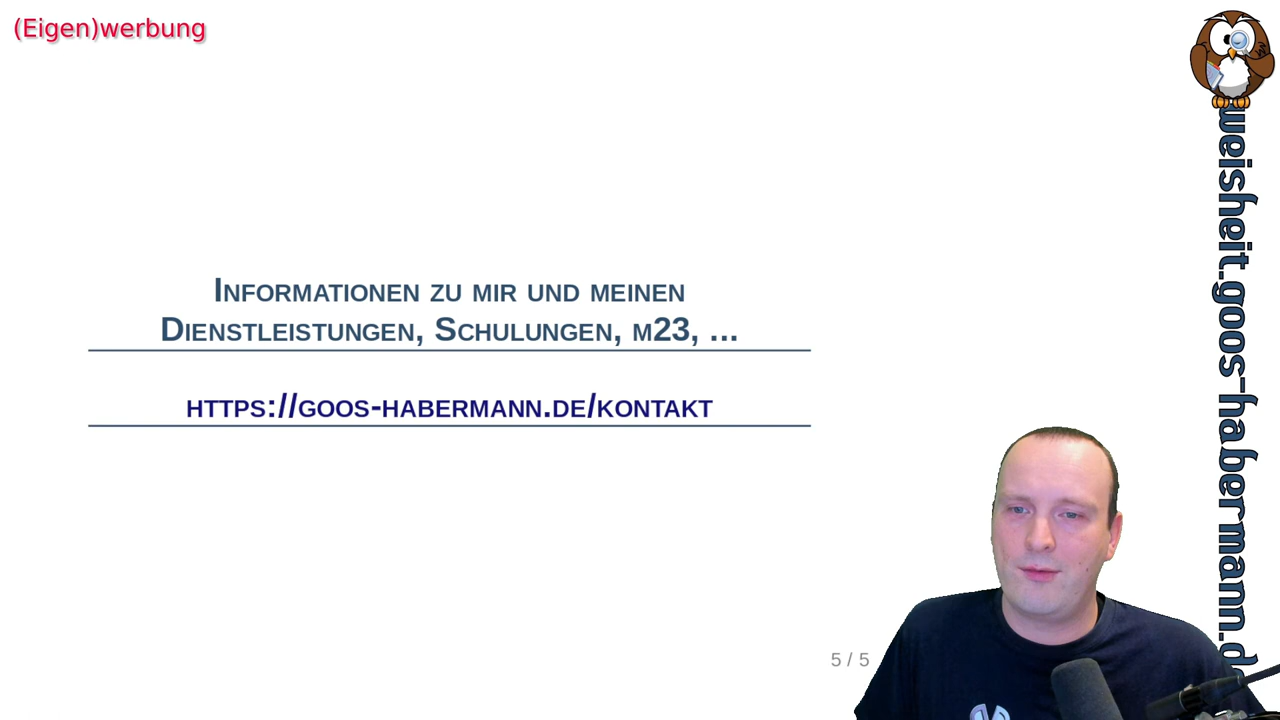 (Eigen)werbung
Informationen zu mir und meinen
Dienstleistungen, Schulungen, m23, ...
https://goos-habermann.de/kontakt
5 / 5
weisheit.goos-habermann.d